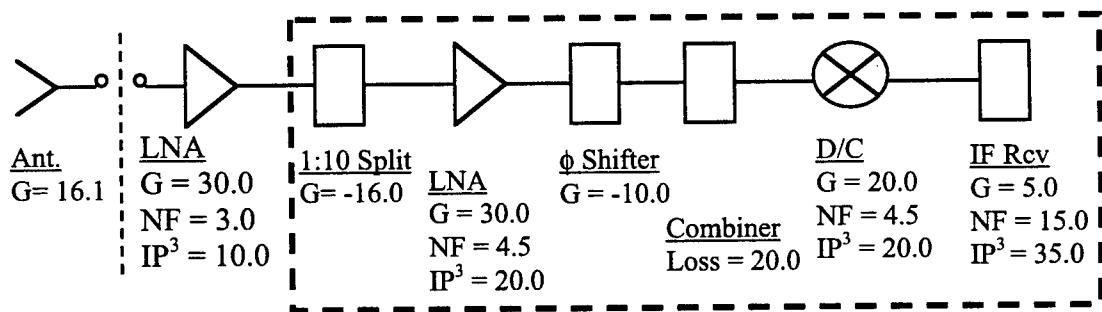 Ant.
G= 16.1
LNA
G = 30.0
NF = 3.0
IP³ = 10.0
1:10 Split
G= -16.0
LNA
G = 30.0
NF = 4.5
IP³ = 20.0
ϕ Shifter
G = -10.0
Combiner
Loss = 20.0
D/C
G = 20.0
NF = 4.5
IP³ = 20.0
IF Rcv
G = 5.0
NF = 15.0
IP³ = 35.0